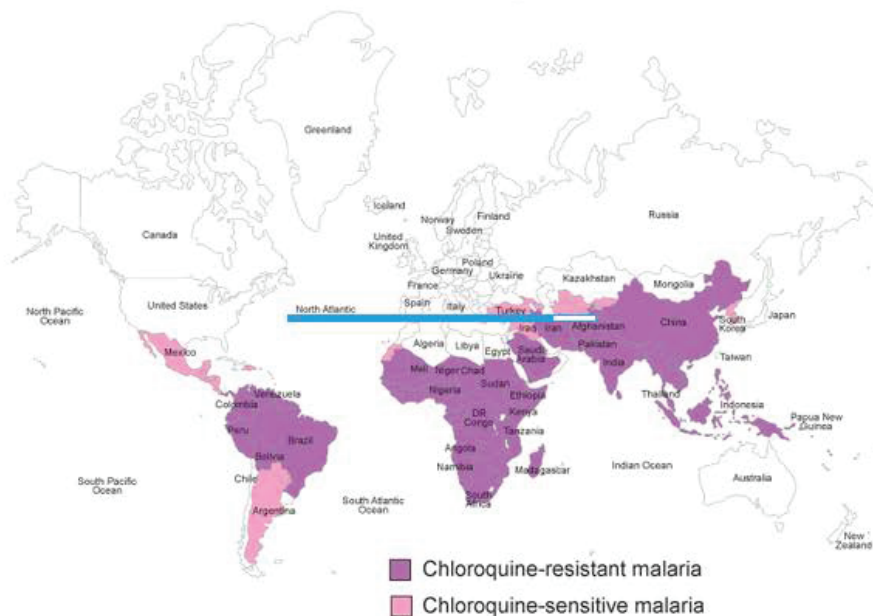 Greenland
Iceland
Finland
Norway
Sweden
Russia
United
Kingdom
Canada
Poland
Germany
Ukraine
Kazakhstan
Mongolia
France
Spain
Italy
United States
North Atlantic
North Pacific
Ocean
Turkey
China
South
Korea
Japan
Iraq
Iran
Afghanistan
Algeria
Libya
Egypt
Saudi
Arabia
Pakistan
India
Taiwan
Mexico
Mali
Niger
Chad
Sudan
Nigeria
Ethiopia
Thailand
Indonesia
Venezuela
Colombia
DR
Congo
Kenya
Tanzania
Papua New
Guinea
Peru
Brazil
Bolivia
Angola
Namibia
Madagascar
Indian Ocean
Australia
South Pacific
Ocean
Chile
Argentina
South Atlantic
Ocean
South
Africa
New
Zealand
Chloroquine-resistant malaria
Chloroquine-sensitive malaria